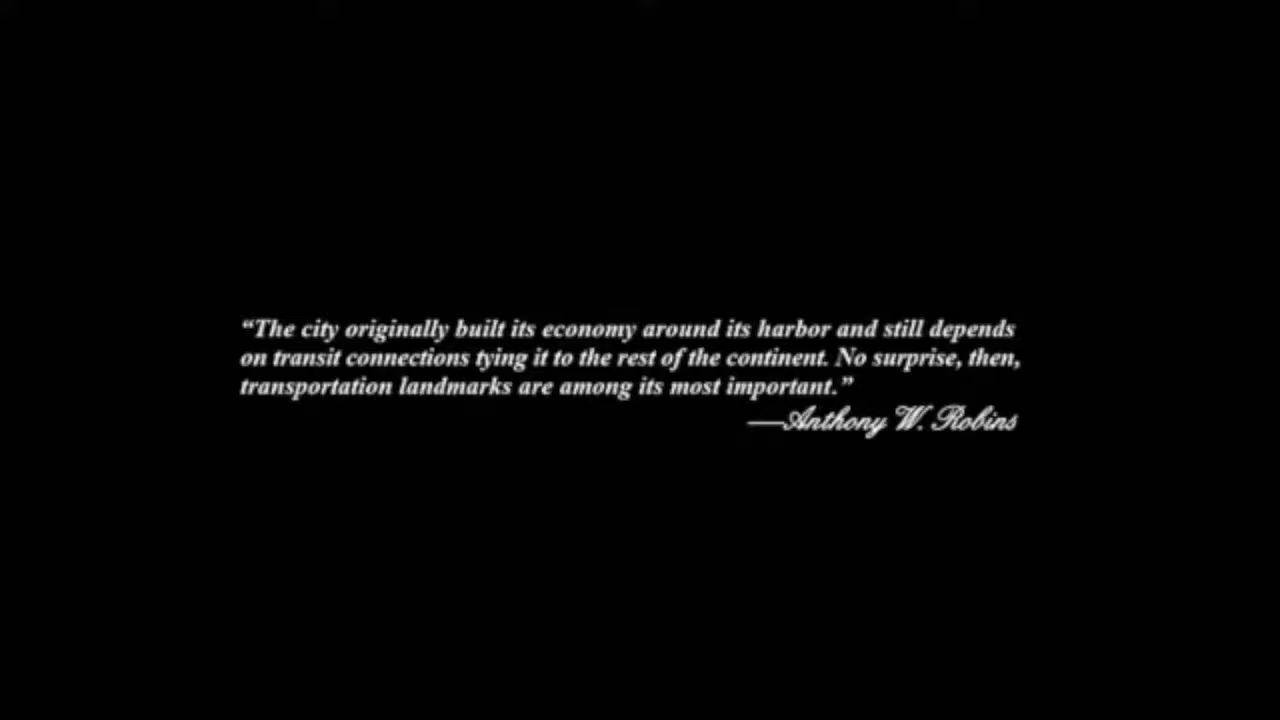 “The city originally built its economy around its harbor and still depends
on transit connections tying it to the rest of the continent. No surprise, then,
transportation landmarks are among its most important.”
—Anthony W. Robins